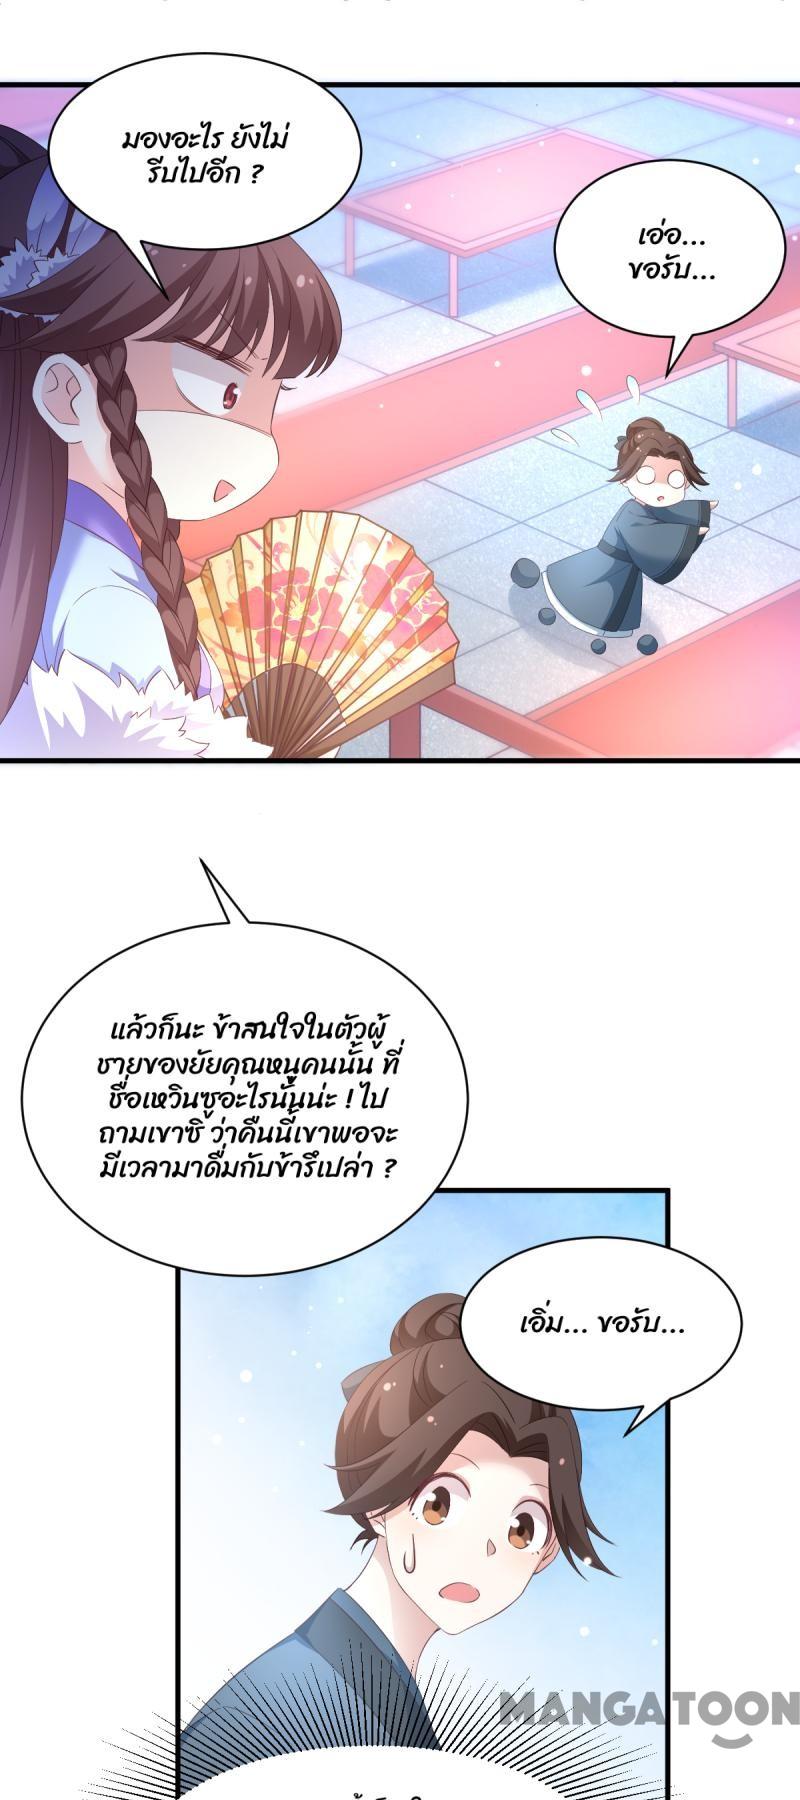 มองอะไร ยังไม่
รีบไปอีก ?
เอ่อ...
ขอรับ...
แล้วก็นะ ข้าสนใจในตัวผู้
ชายของยัยคุณหนูคนนั้น ที่
ชื่อเหวินซูอะไรนั่นน่ะ ! ไป
ถามเขาซิ ว่าคืนนี้เขาพอจะ
มีเวลามาดื่มกับข้ารึเปล่า ?
เอิ่ม... ขอรับ...
MANGATOON